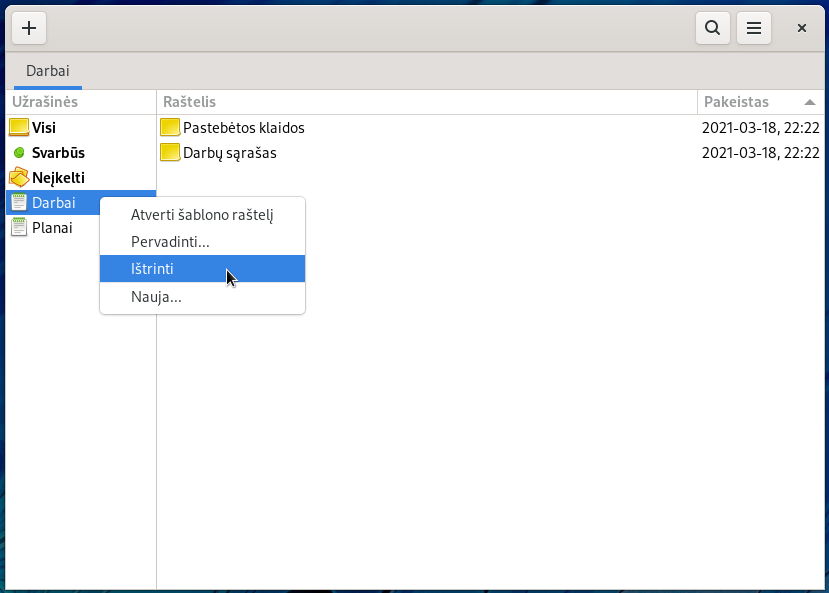 Darbai
Užrašinės Raštelis Pakeistas
Visi Pastebėtos klaidos 2021-03-18, 22:22
Svarbūs Darbų sąrašas 2021-03-18, 22:22
Neįkelti
Darbai
Planai
Atverti šablono raštelį
Pervadinti...
Ištrinti
Nauja...